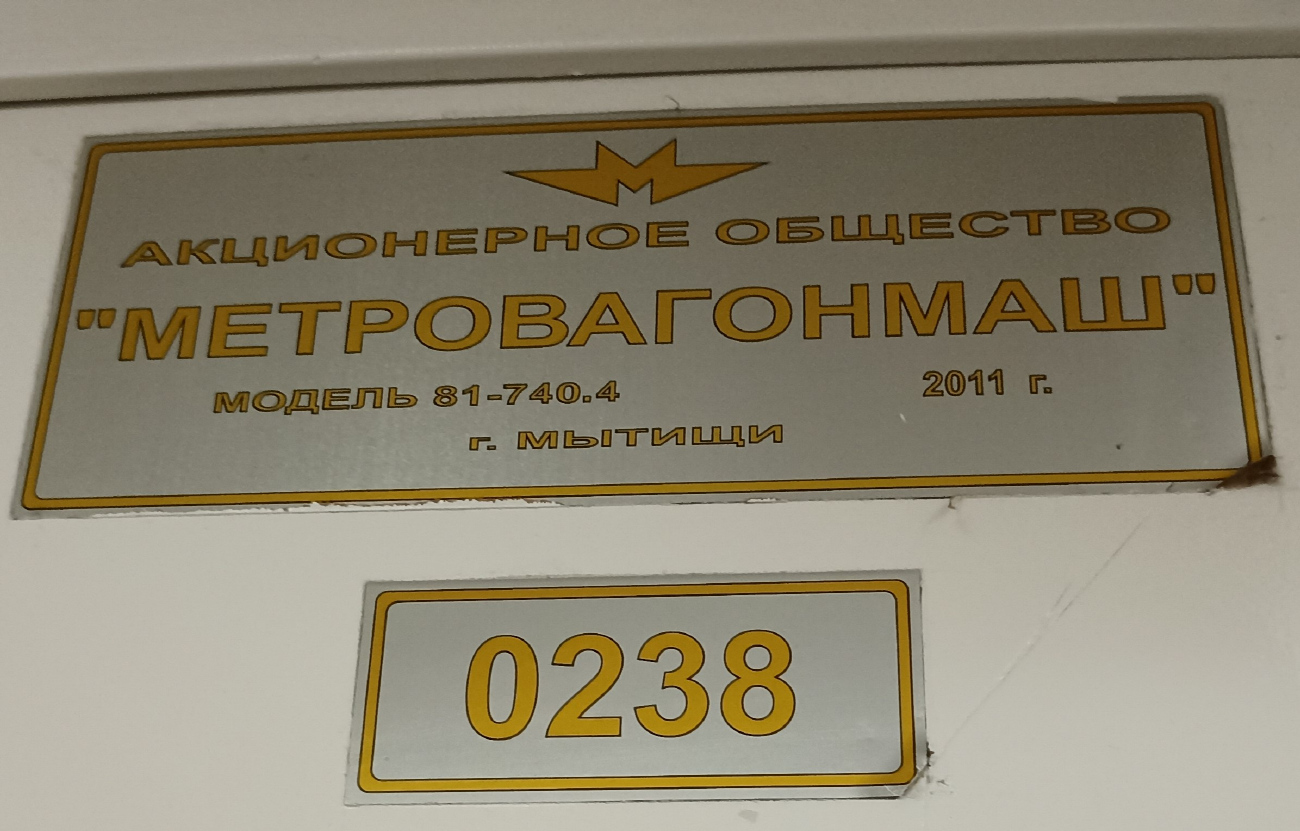 АКЦИОНЕРНОЕ ОБЩЕСТВО
"МЕТРОВАГОНМАШ"
МОДЕЛЬ 81-740.4 2011 г.
г. МЫТИЩИ
0238